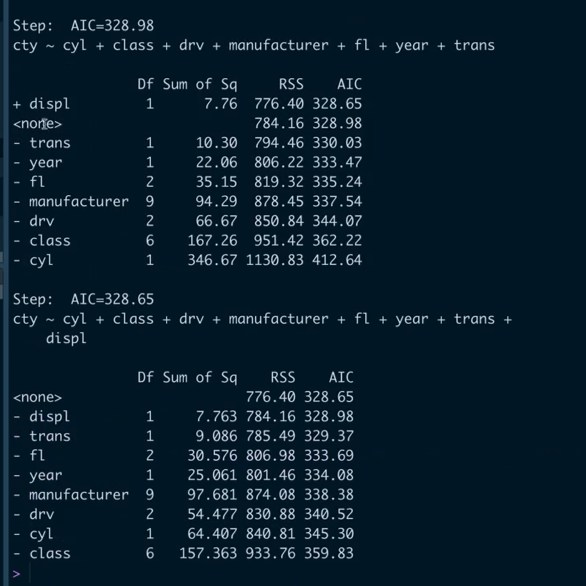 Step:  AIC=328.98
cty ~ cyl + class + drv + manufacturer + fl + year + trans
Df Sum of Sq RSS AIC
+ displ 1 7.76 776.40 328.65
<none> 784.16 328.98
- trans 1 10.30 794.46 330.03
- year 1 22.06 806.22 333.47
- fl 2 35.15 819.32 335.24
- manufacturer 9 94.29 878.45 337.54
- drv 2 66.67 850.84 344.07
- class 6 167.26 951.42 362.22
- cyl 1 346.67 1130.83 412.64
Step:  AIC=328.65
cty ~ cyl + class + drv + manufacturer + fl + year + trans +
displ
Df Sum of Sq RSS AIC
<none> 776.40 328.65
- displ 1 7.763 784.16 328.98
- trans 1 9.086 785.49 329.37
- fl 2 30.576 806.98 333.69
- year 1 25.061 801.46 334.08
- manufacturer 9 97.681 874.08 338.38
- drv 2 54.477 830.88 340.52
- cyl 1 64.407 840.81 345.30
- class 6 157.363 933.76 359.83
>